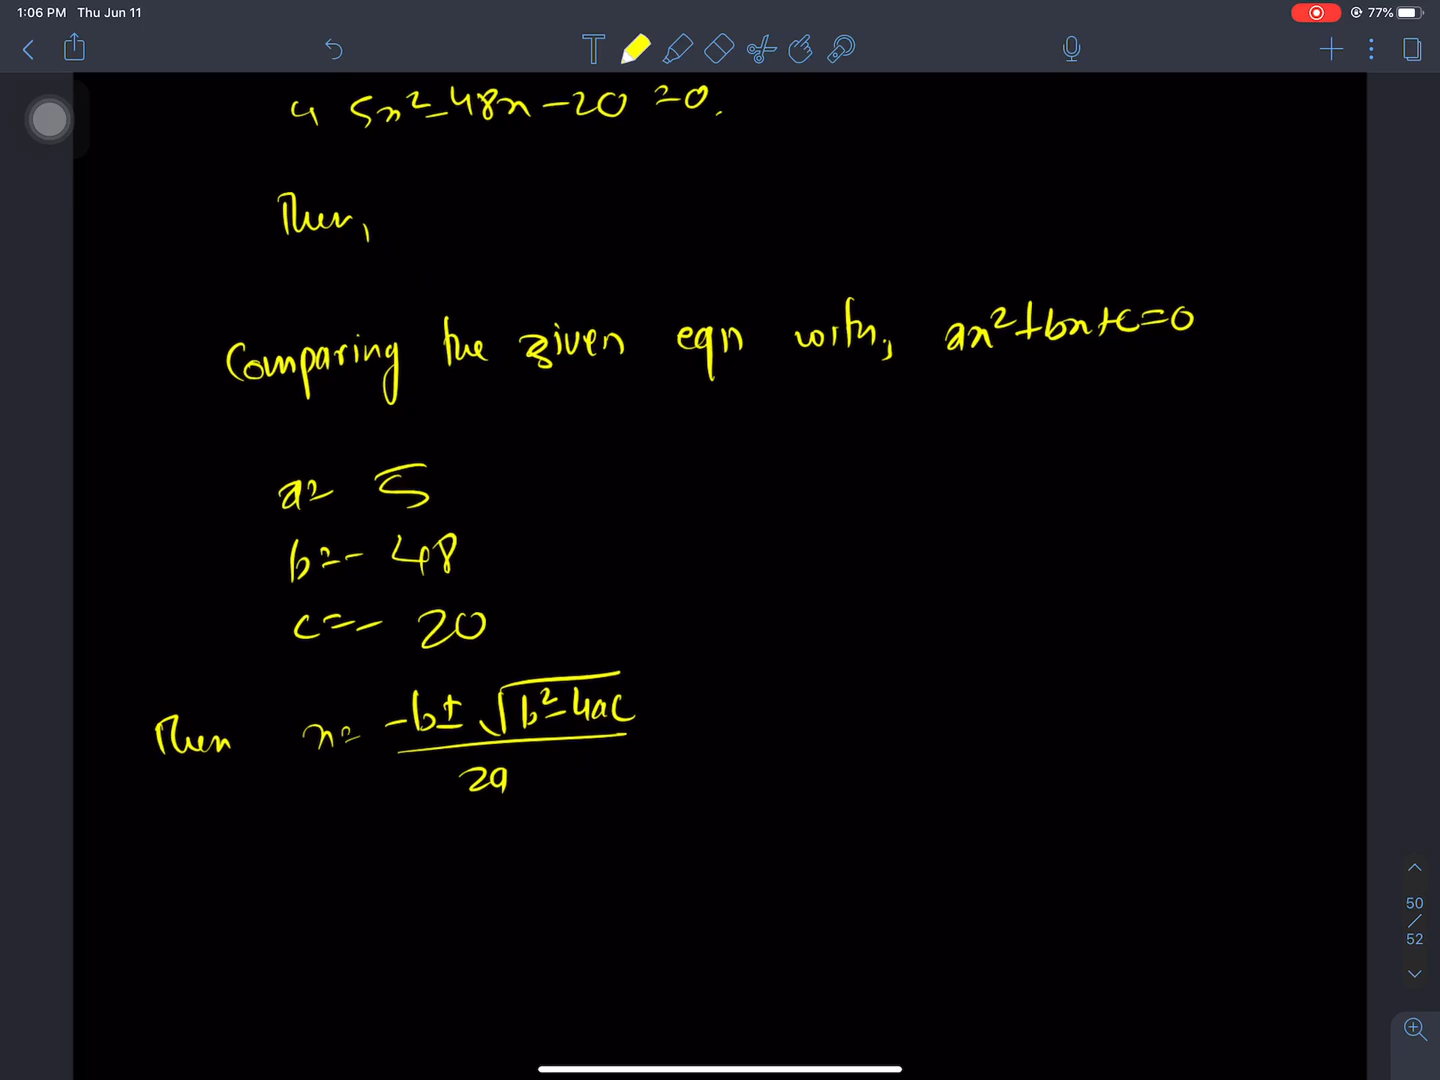 1:06 PM Thu Jun 11
77%
T
5x²-48x-20=0.
Then,
Comparing the given eqn with, ax²+bx+c=0
a= 5
b=- 48
c=- 20
Then x= -b±√b²-4ac
2a
50
/
52